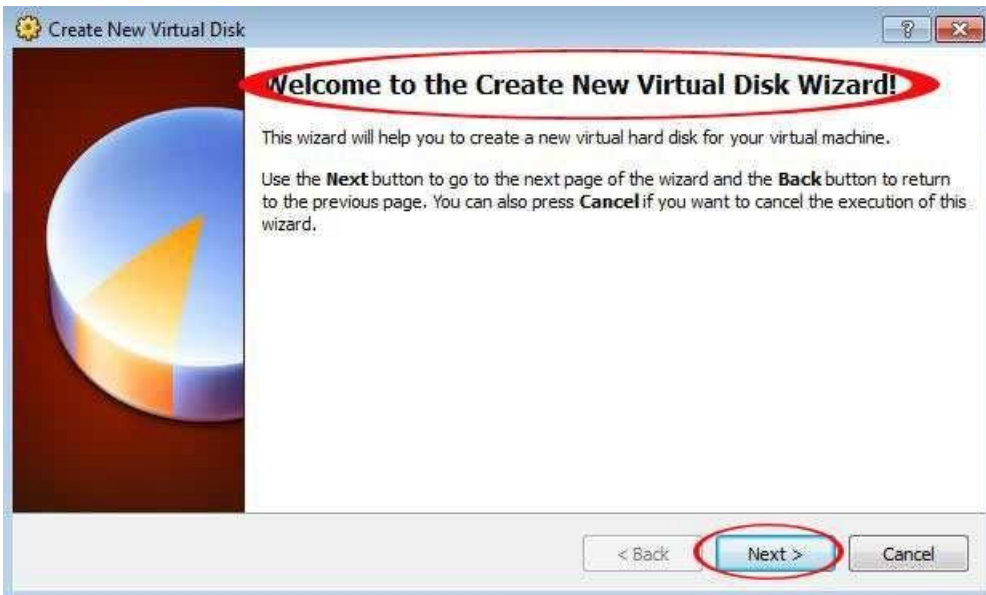 Create New Virtual Disk
Welcome to the Create New Virtual Disk Wizard!
This wizard will help you to create a new virtual hard disk for your virtual machine.
Use the Next button to go to the next page of the wizard and the Back button to return
to the previous page. You can also press Cancel if you want to cancel the execution of this
wizard.
< Back Next > Cancel